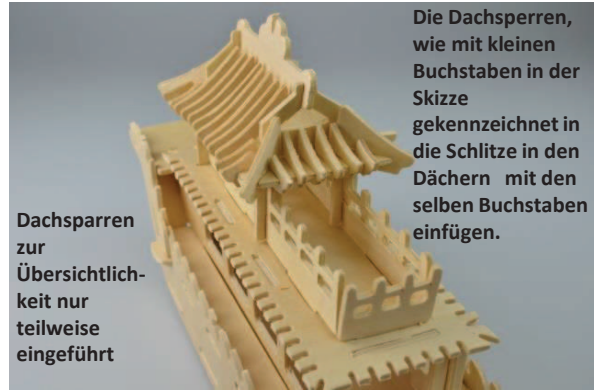 Die Dachsperren,
wie mit kleinen
Buchstaben in der
Skizze
gekennzeichnet in
die Schlitze in den
Dächern mit den
selben Buchstaben
einfügen.
Dachsparren
zur
Übersichtlich-
keit nur
teilweise
eingeführt